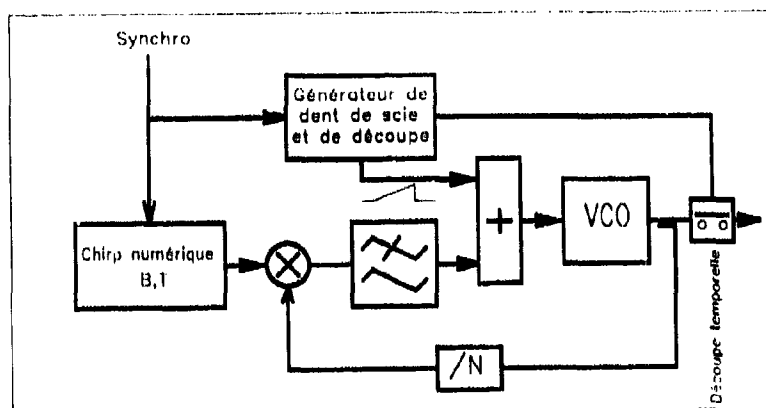 Synchro
Générateur de
dent de scie
et de découpe
Chirp numérique
B,T
+
VCO
/N
Découpe temporelle